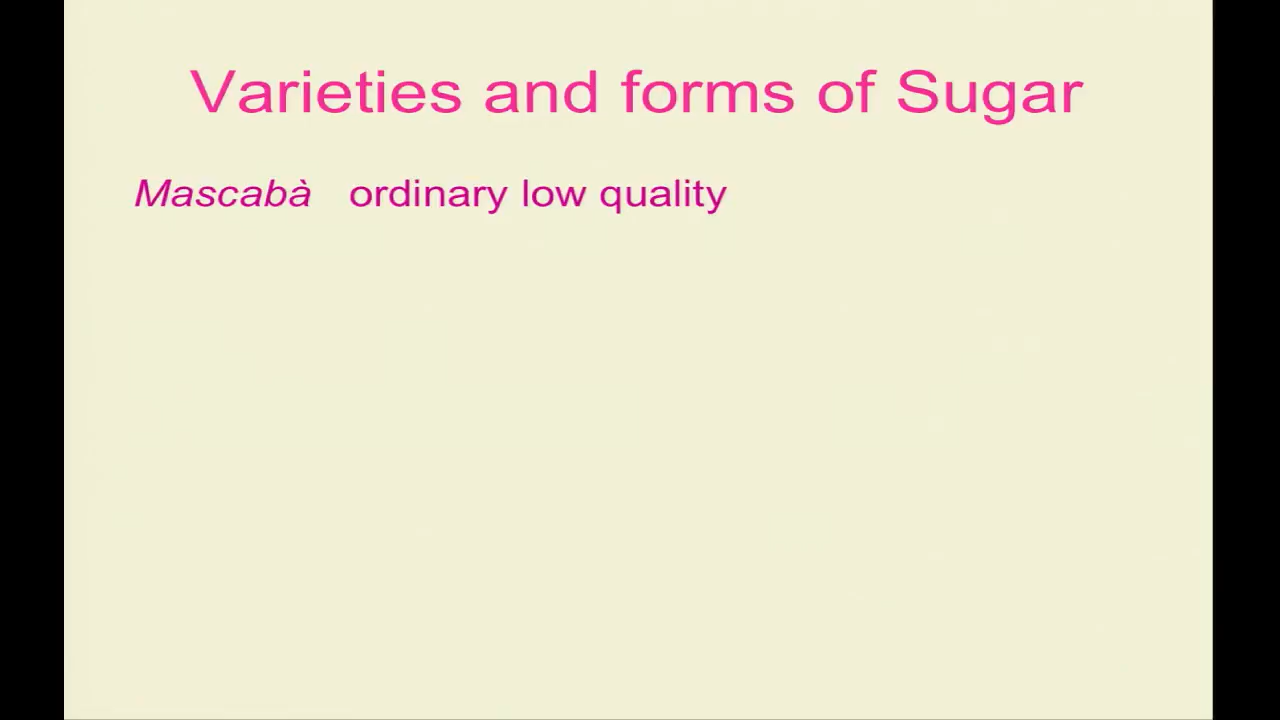 Varieties and forms of Sugar
Mascabà ordinary low quality